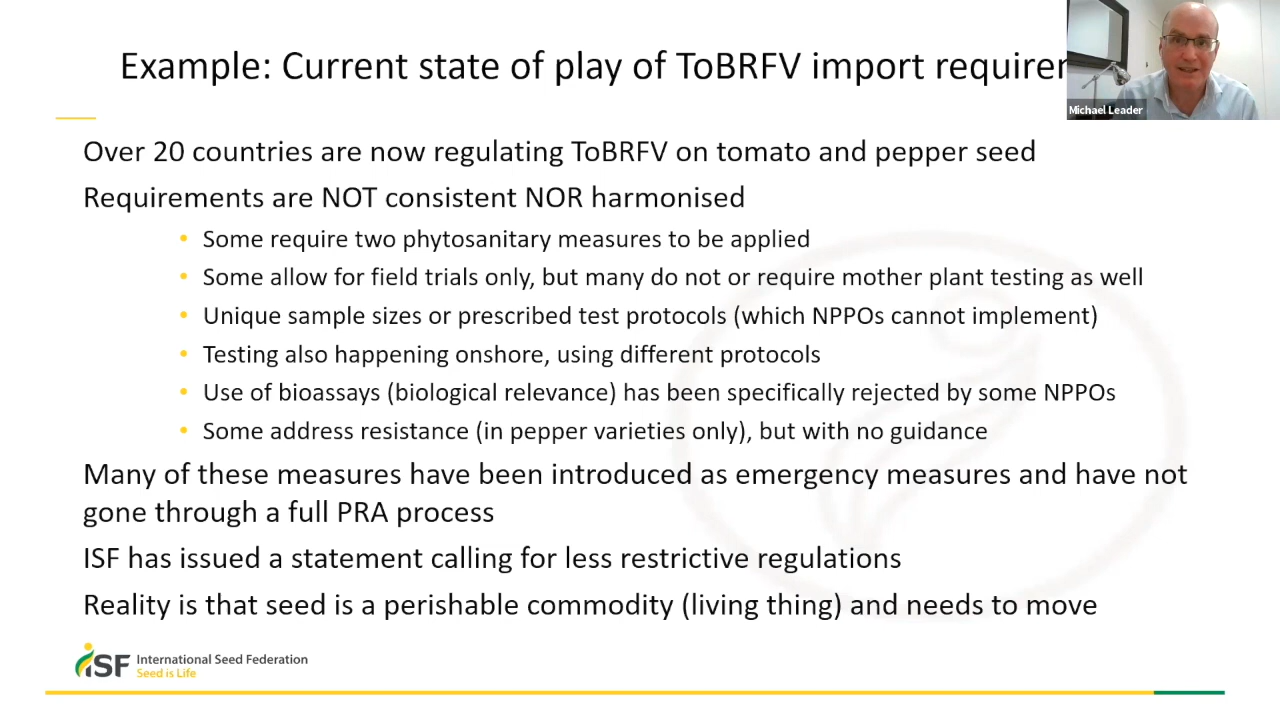 Example: Current state of play of ToBRFV import
Michael Leader
Over 20 countries are now regulating ToBRFV on tomato and pepper seed
Requirements are NOT consistent NOR harmonised
• Some require two phytosanitary measures to be applied
• Some allow for field trials only, but many do not or require mother plant testing as well
• Unique sample sizes or prescribed test protocols (which NPPOs cannot implement)
• Testing also happening onshore, using different protocols
• Use of bioassays (biological relevance) has been specifically rejected by some NPPOs
• Some address resistance (in pepper varieties only), but with no guidance
Many of these measures have been introduced as emergency measures and have not
gone through a full PRA process
ISF has issued a statement calling for less restrictive regulations
Reality is that seed is a perishable commodity (living thing) and needs to move
iSF International Seed Federation
Seed is Life